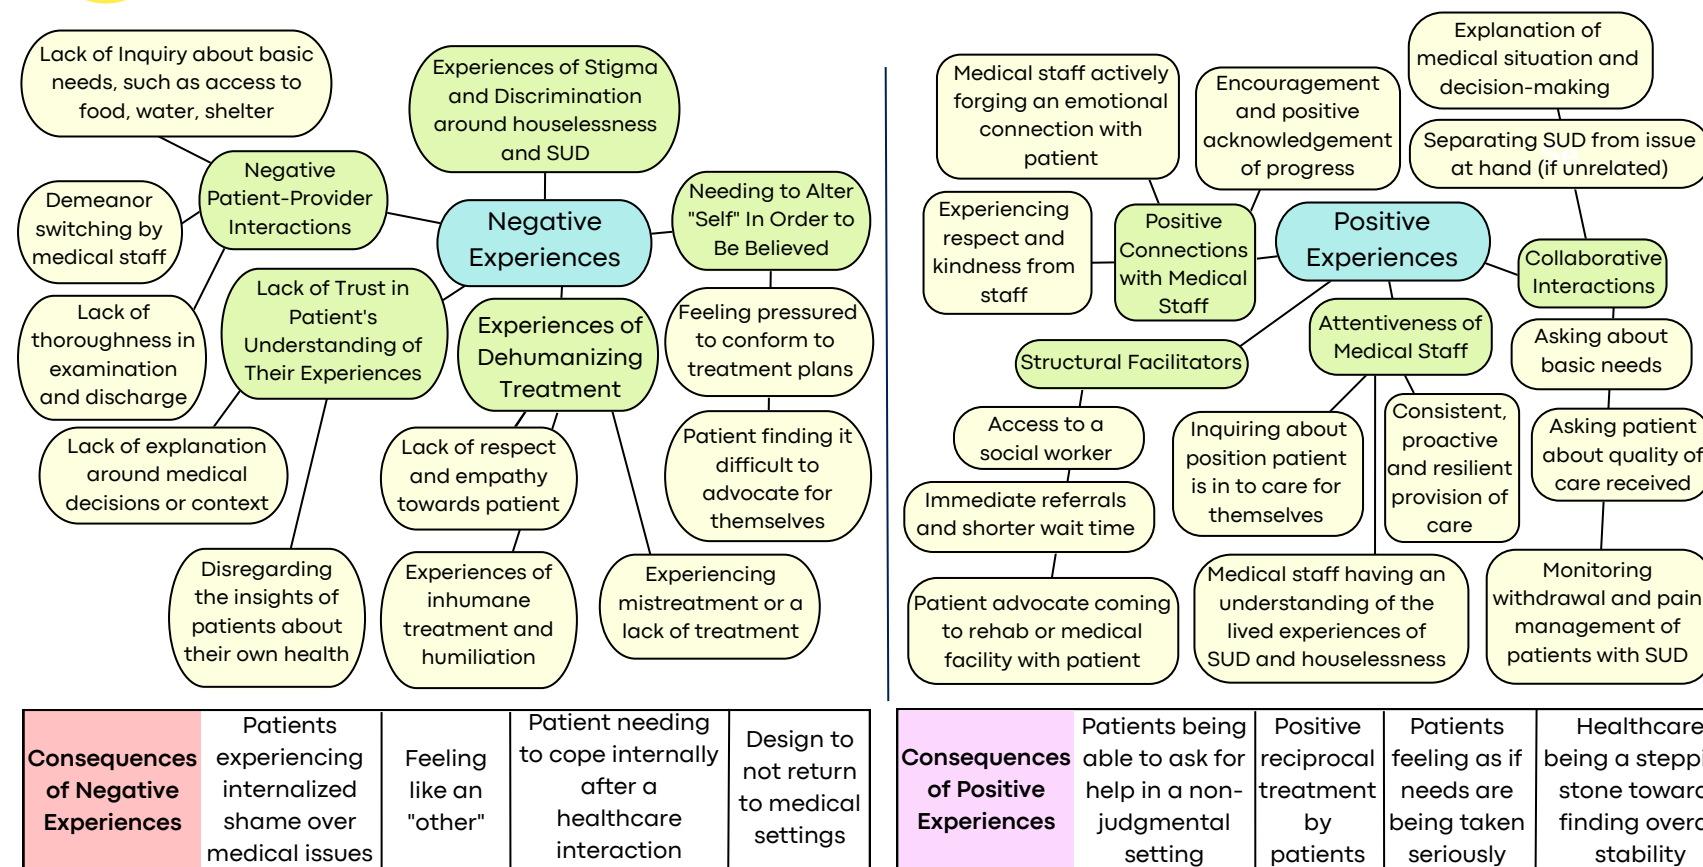 Lack of Inquiry about basic
needs, such as access to
food, water, shelter
Experiences of Stigma
and Discrimination
around houselessness
and SUD
Negative
Patient-Provider
Interactions
Demeanor
switching by
medical staff
Negative
Experiences
Needing to Alter
"Self" In Order to
Be Believed
Lack of
thoroughness in
examination
and discharge
Lack of Trust in
Patient's
Understanding of
Their Experiences
Experiences of
Dehumanizing
Treatment
Feeling pressured
to conform to
treatment plans
Lack of explanation
around medical
decisions or context
Lack of respect
and empathy
towards patient
Patient finding it
difficult to
advocate for
themselves
Disregarding
the insights of
patients about
their own health
Experiences of
inhumane
treatment and
humiliation
Experiencing
mistreatment or a
lack of treatment
Consequences
of Negative
Experiences
Patients
experiencing
internalized
shame over
medical issues
Feeling
like an
"other"
Patient needing
to cope internally
after a
healthcare
interaction
Design to
not return
to medical
settings
Medical staff actively
forging an emotional
connection with
patient
Encouragement
and positive
acknowledgement
of progress
Explanation of
medical situation and
decision-making
Separating SUD from issue
at hand (if unrelated)
Experiencing
respect and
kindness from
staff
Positive
Connections
with Medical
Staff
Positive
Experiences
Collaborative
Interactions
Structural Facilitators
Attentiveness of
Medical Staff
Asking about
basic needs
Access to a
social worker
Inquiring about
position patient
is in to care for
themselves
Consistent,
proactive
and resilient
provision of
care
Asking patient
about quality of
care received
Immediate referrals
and shorter wait time
Patient advocate coming
to rehab or medical
facility with patient
Medical staff having an
understanding of the
lived experiences of
SUD and houselessness
Monitoring
withdrawal and pain
management of
patients with SUD
Consequences
of Positive
Experiences
Patients being
able to ask for
help in a non-
judgmental
setting
Positive
reciprocal
treatment
by
patients
Patients
feeling as if
needs are
being taken
seriously
Healthcare
being a
stone
finding
stability